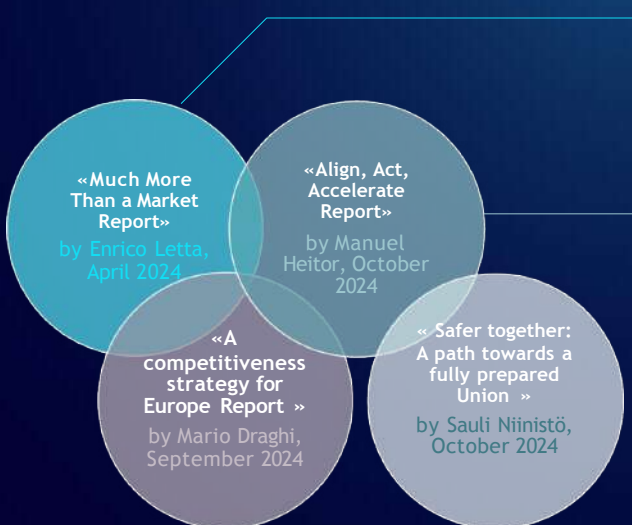 «Much More
Than a Market
Report»
by Enrico Letta,
April 2024
«Align, Act,
Accelerate
Report»
by Manuel
Heitor, October
2024
«A
competitiveness
strategy for
Europe Report »
by Mario Draghi,
September 2024
« Safer together:
A path towards a
fully prepared
Union »
by Sauli Niinistö,
October 2024